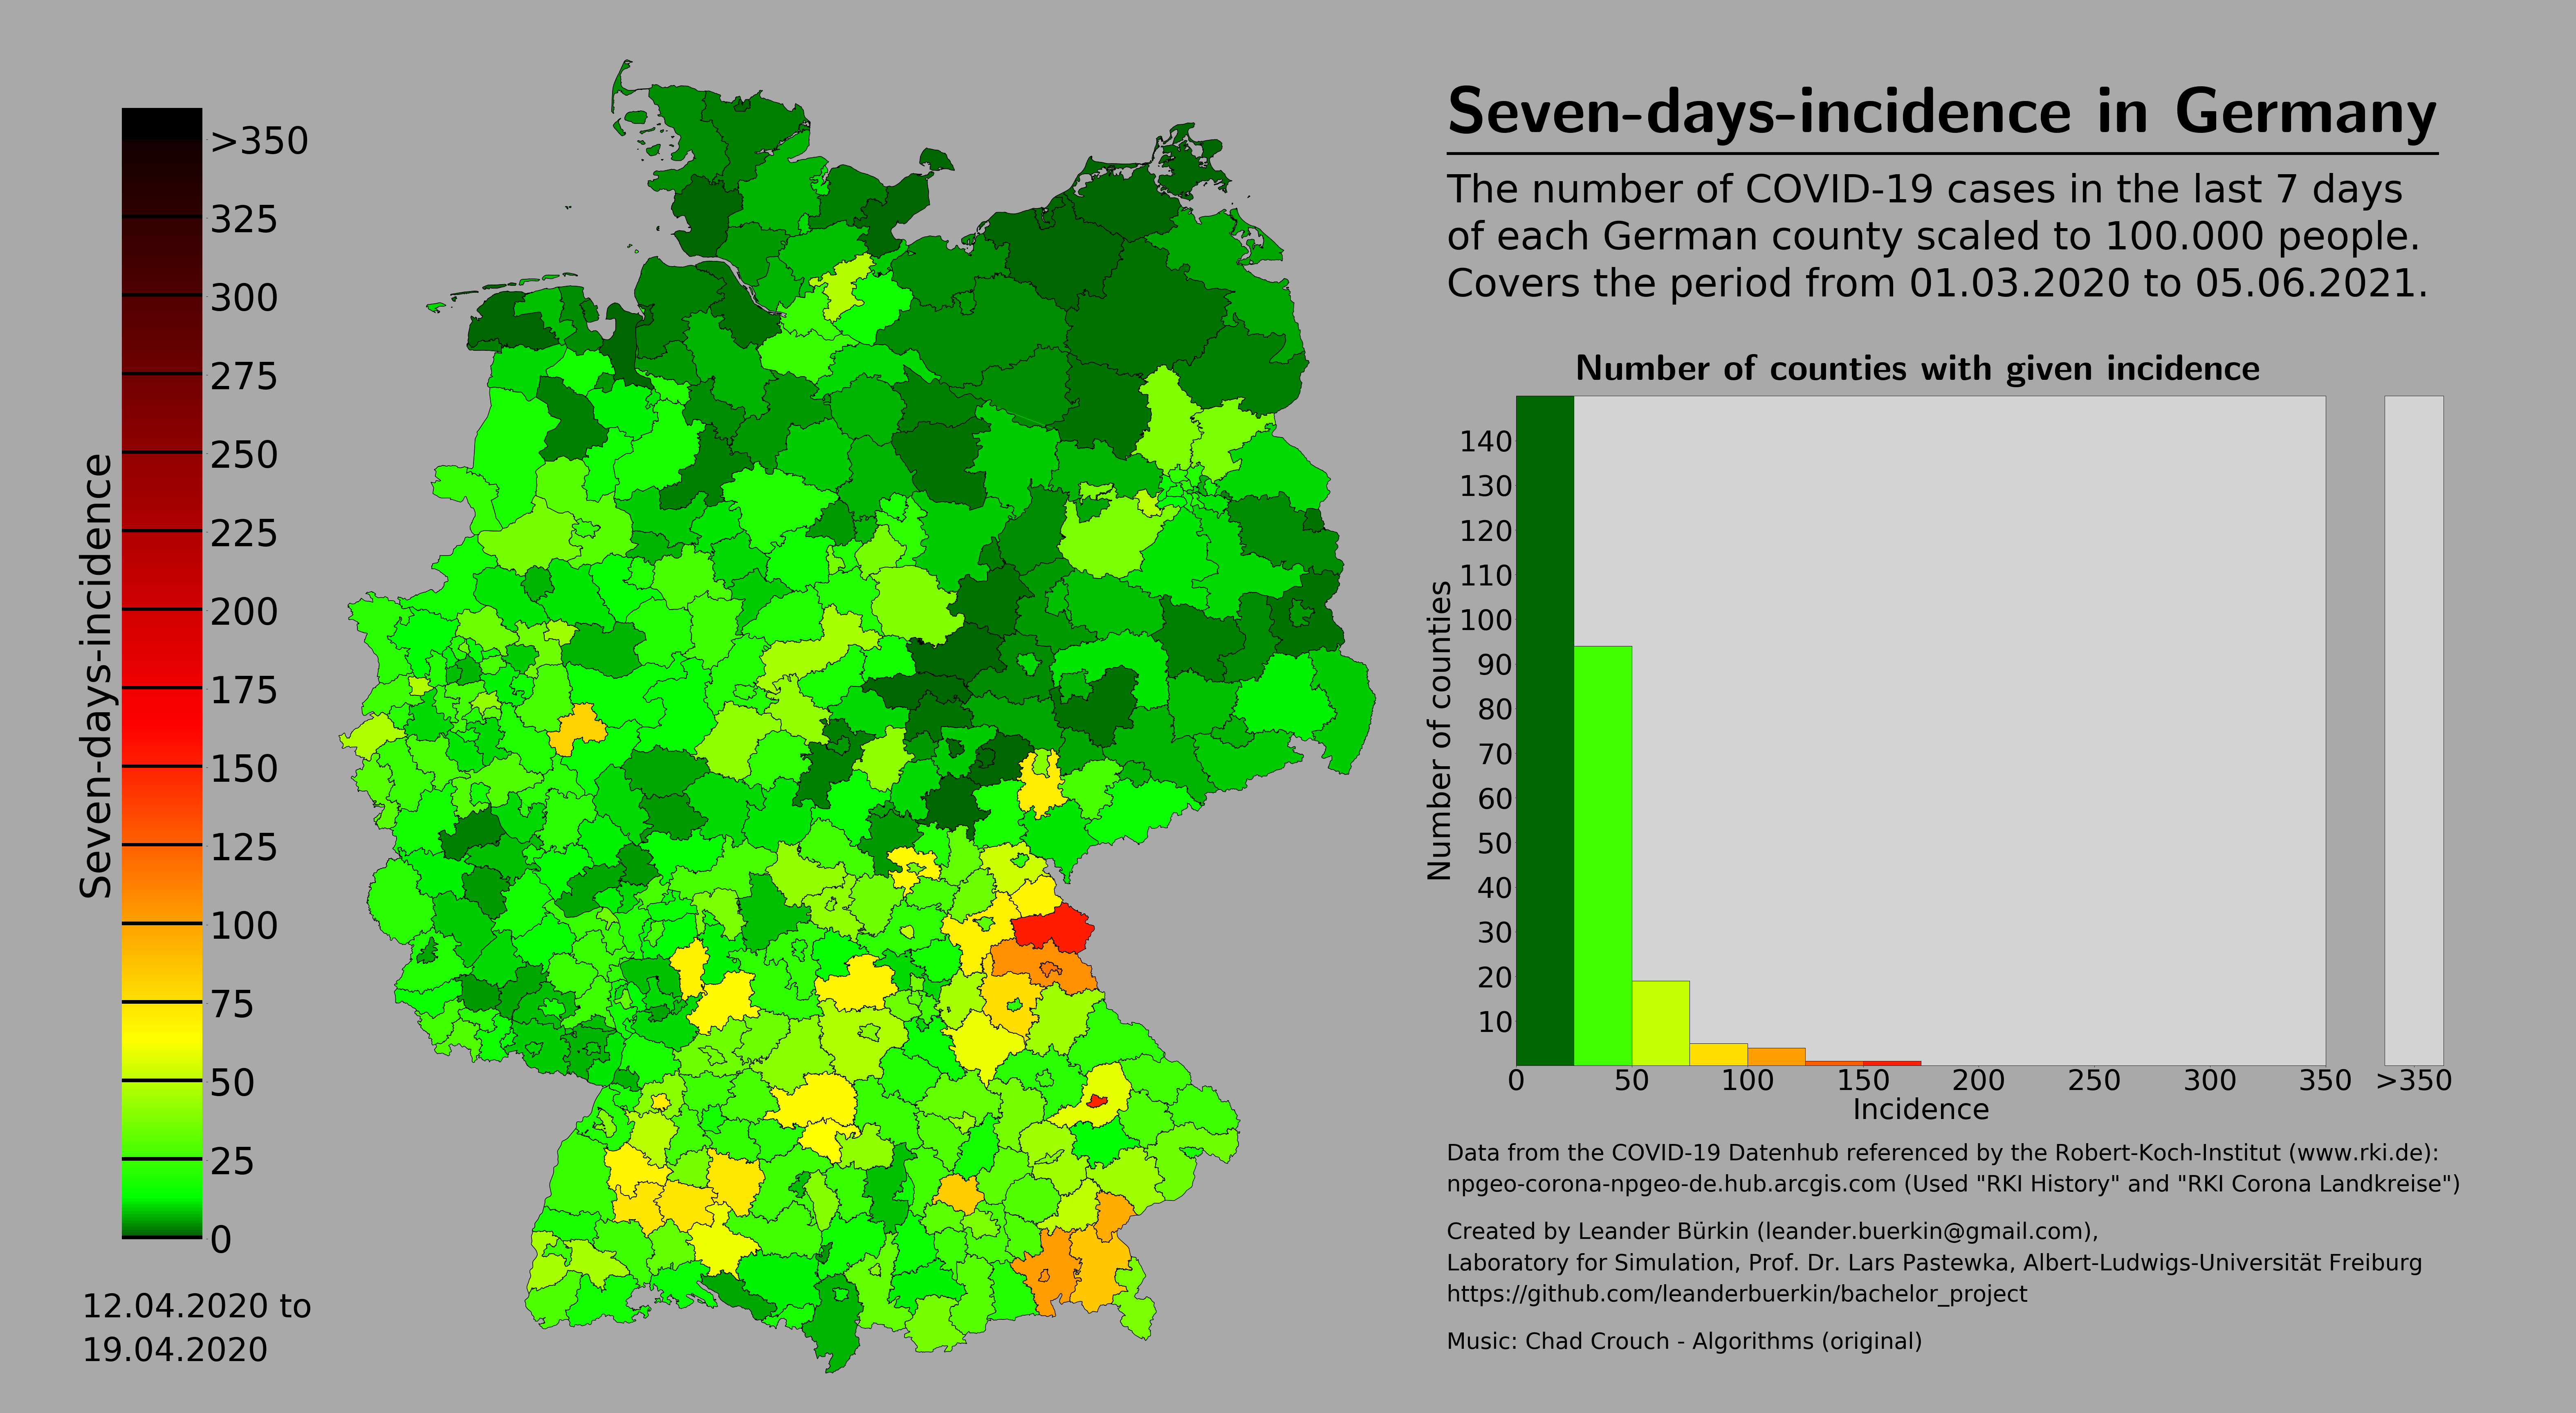 Seven-days-incidence
>350
325
300
275
250
225
200
175
150
125
100
75
50
25
0
12.04.2020 to
19.04.2020
Seven-days-incidence in Germany
The number of COVID-19 cases in the last 7 days
of each German county scaled to 100.000 people.
Covers the period from 01.03.2020 to 05.06.2021.
Number of counties with given incidence
Number of counties
140
130
120
110
100
90
80
70
60
50
40
30
20
10
0 50 100 150 200 250 300 350 >350
Incidence
Data from the COVID-19 Datenhub referenced by the Robert-Koch-Institut (www.rki.de):
npgeo-corona-npgeo-de.hub.arcgis.com (Used "RKI History" and "RKI Corona Landkreise")
Created by Leander Bürkin (leander.buerkin@gmail.com),
Laboratory for Simulation, Prof. Dr. Lars Pastewka, Albert-Ludwigs-Universität Freiburg
https://github.com/leanderbuerkin/bachelor_project
Music: Chad Crouch - Algorithms (original)